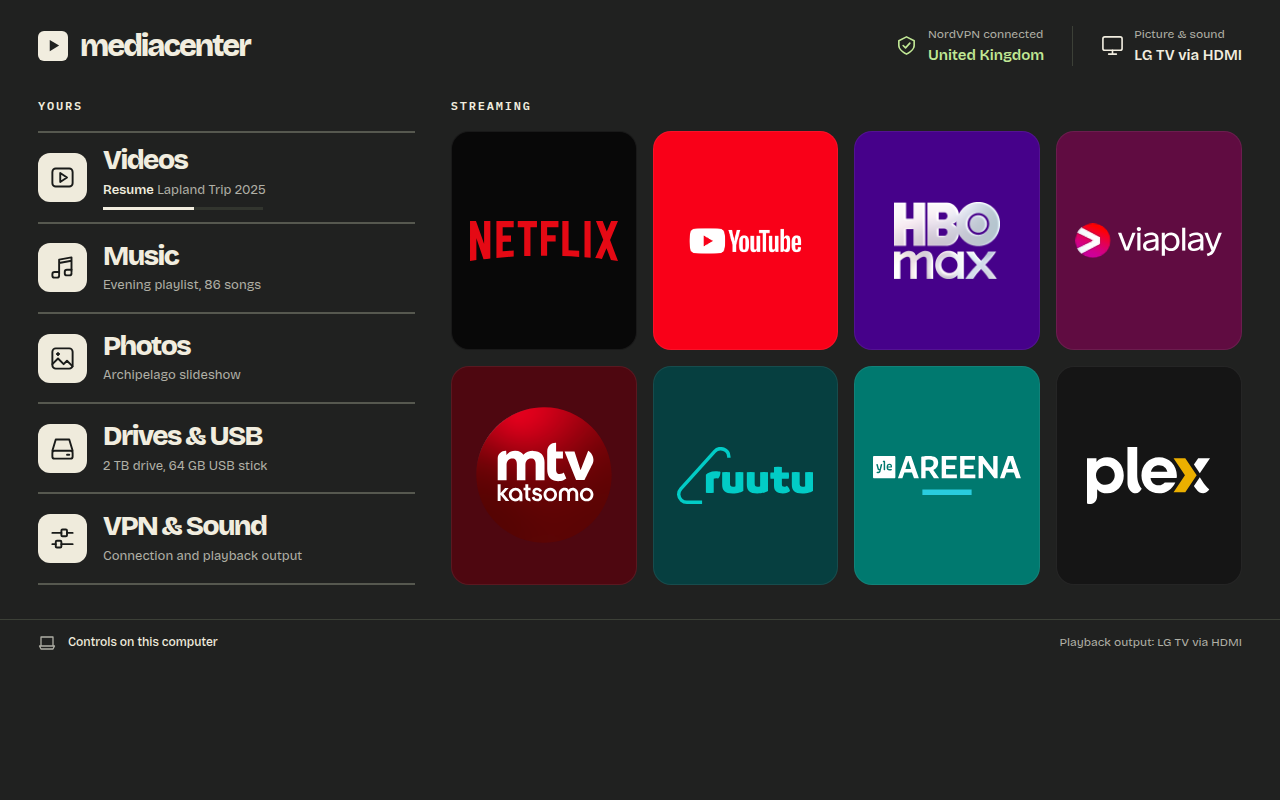 mediacenter
NordVPN connected
United Kingdom
Picture & sound
LG TV via HDMI
YOURS
Videos
Resume Lapland Trip 2025
Music
Evening playlist, 86 songs
Photos
Archipelago slideshow
Drives & USB
2 TB drive, 64 GB USB stick
VPN & Sound
Connection and playback output
STREAMING
NETFLIX
YouTube
HBO
max
viaplay
mtv
katsomo
ruutu
yle AREENA
plex
Controls on this computer
Playback output: LG TV via HDMI